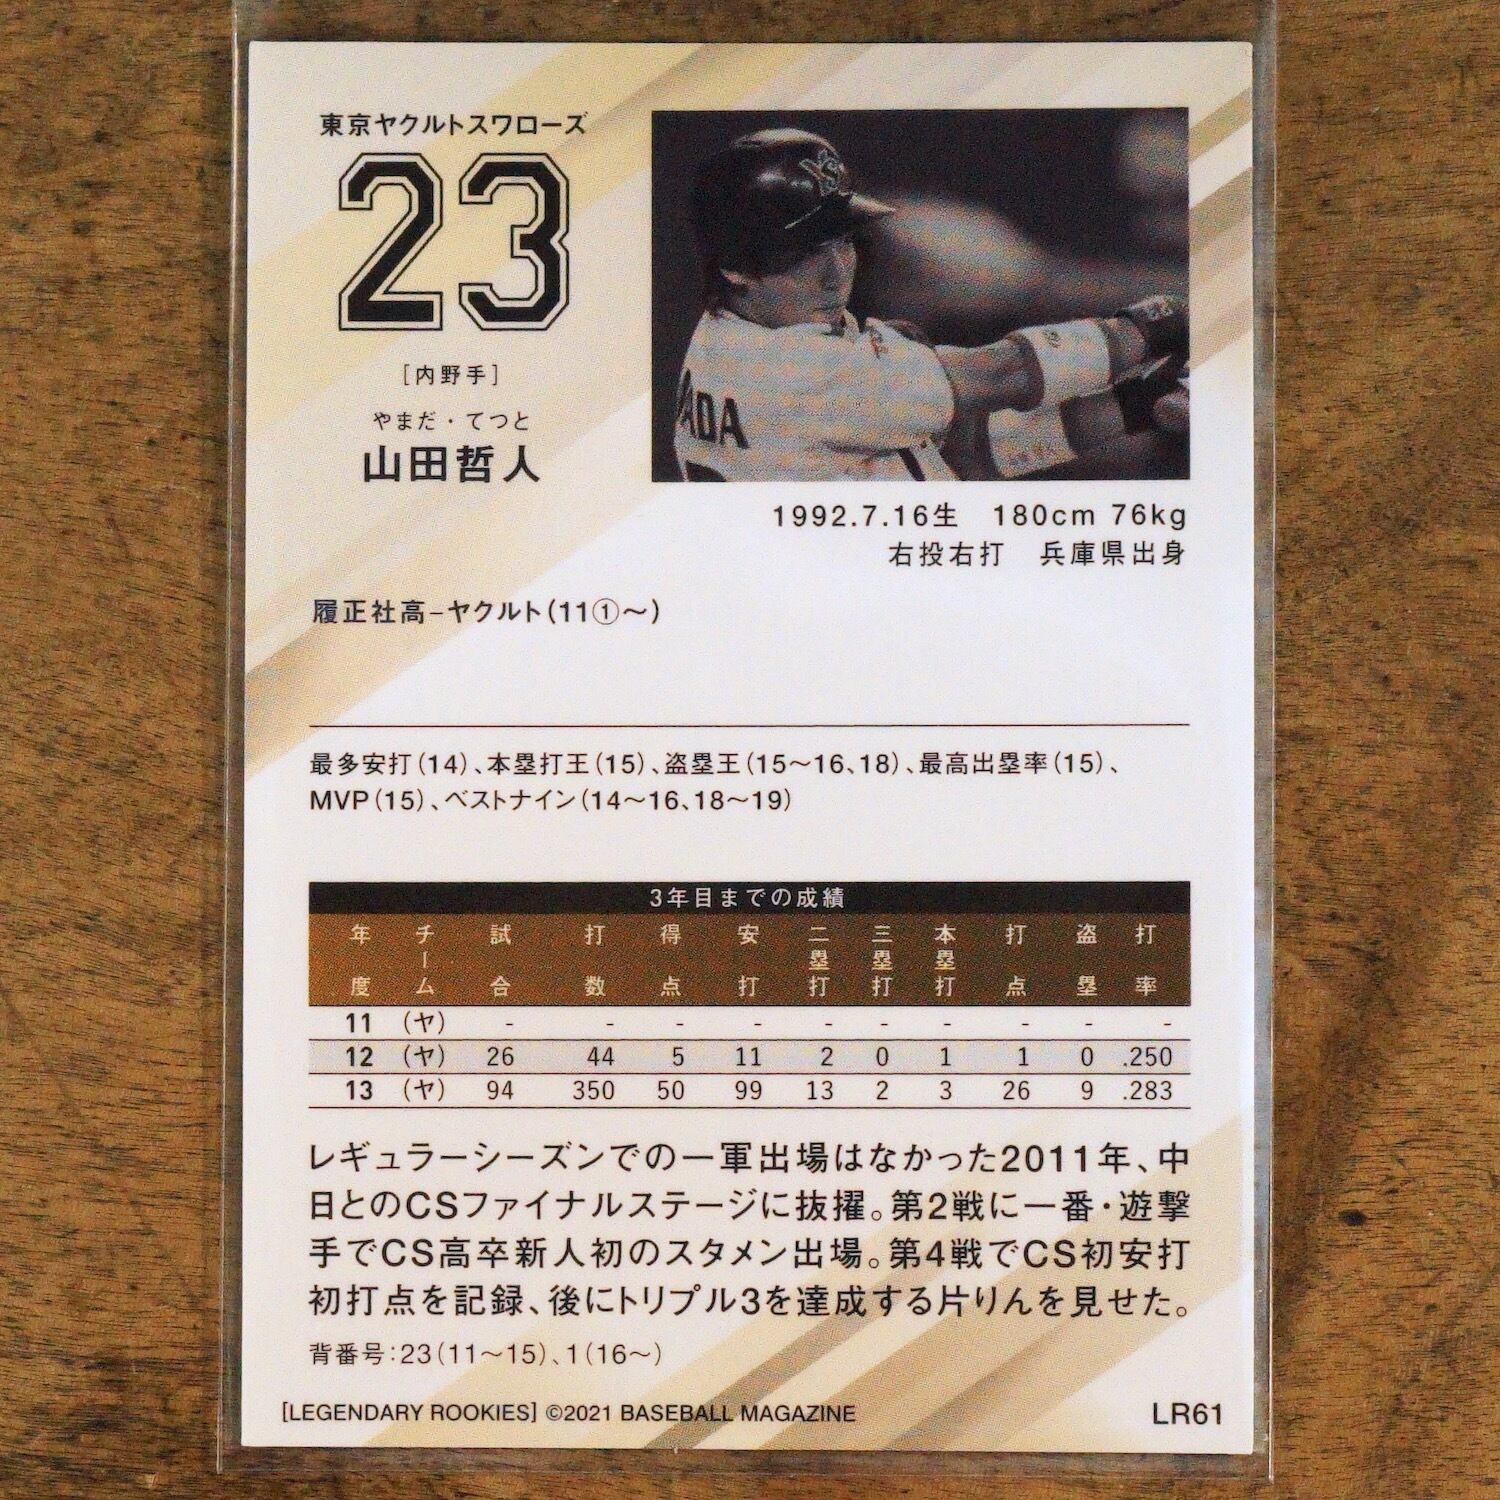 東京ヤクルトスワローズ
23
[内野手]
やまだ・てつと
山田哲人
YS
ADA
1992.7.16生　180cm 76kg
右投右打　兵庫県出身
履正社高–ヤクルト(11①〜)
最多安打(14)、本塁打王(15)、盗塁王(15〜16、18)、最高出塁率(15)、
MVP(15)、ベストナイン(14〜16、18〜19)
3年目までの成績
年度 チーム 試合 打数 得点 安打 二塁打 三塁打 本塁打 打点 盗塁 打率
11 (ヤ) - - - - - - - - - -
12 (ヤ) 26 44 5 11 2 0 1 1 0 .250
13 (ヤ) 94 350 50 99 13 2 3 26 9 .283
レギュラーシーズンでの一軍出場はなかった2011年、中
日とのCSファイナルステージに抜擢。第2戦に一番・遊撃
手でCS高卒新人初のスタメン出場。第4戦でCS初安打
初打点を記録、後にトリプル3を達成する片りんを見せた。
背番号:23(11〜15)、1(16〜)
[LEGENDARY ROOKIES] ©2021 BASEBALL MAGAZINE
LR61